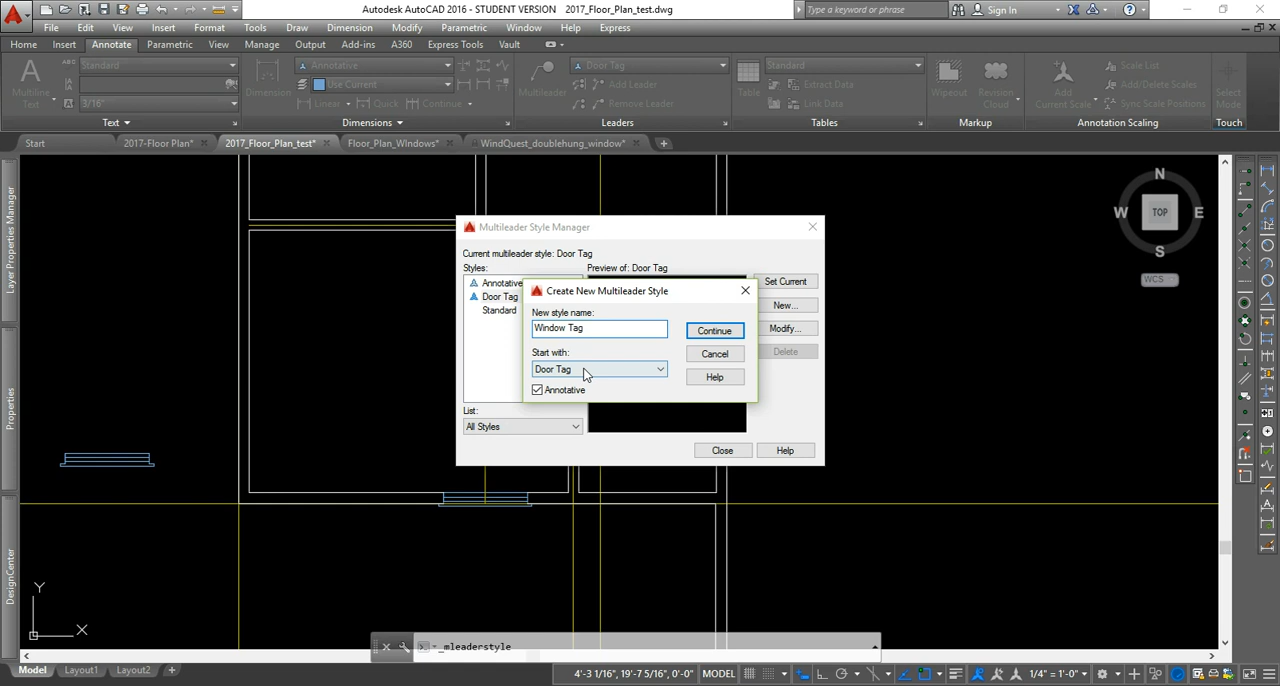 Autodesk AutoCAD 2016 - STUDENT VERSION 2017_Floor_Plan_test.dwg
Type a keyword or phrase
Sign In
File Edit View Insert Format Tools Draw Dimension Modify Parametric Window Help Express
Home Insert Annotate Parametric View Manage Output Add-ins A360 Express Tools Vault
ABC Standard
Annotative
Door Tag
Standard
Scale List
Use Current
Add Leader
Extract Data
Add/Delete Scales
Multiline Text
Dimension
Multileader
Table
Wipeout
Revision Cloud
Add Current Scale
Select Mode
3/16"
Linear Quick Continue
Remove Leader
Link Data
Sync Scale Positions
Text Dimensions Leaders Tables Markup Annotation Scaling Touch
Start 2017-Floor Plan* 2017_Floor_Plan_test* Floor_Plan_WIndows* WindQuest_doublehung_window*
Layer Properties Manager
Properties
DesignCenter
N
W TOP E
S
WCS
Multileader Style Manager
Current multileader style: Door Tag
Styles:
Preview of: Door Tag
Annotative
Door Tag
Standard
Set Current
New...
Modify...
Delete
Create New Multileader Style
New style name:
Window Tag
Continue
Start with:
Cancel
Door Tag
Help
Annotative
List:
All Styles
Close Help
Y
X
_mleaderstyle
Model Layout1 Layout2
4'-3 1/16", 19'-7 5/16", 0'-0" MODEL 1/4" = 1'-0"